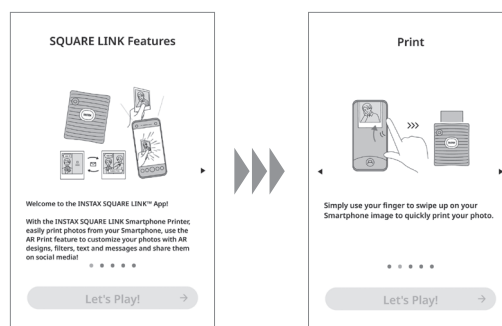 SQUARE LINK Features
Welcome to the INSTAX SQUARE LINK™ App!
With the INSTAX SQUARE LINK Smartphone Printer,
easily print photos from your Smartphone, use the
AR Print feature to customize your photos with AR
designs, filters, text and messages and share them
on social media!
Let's Play!
Print
Simply use your finger to swipe up on your
Smartphone image to quickly print your photo.
Let's Play!